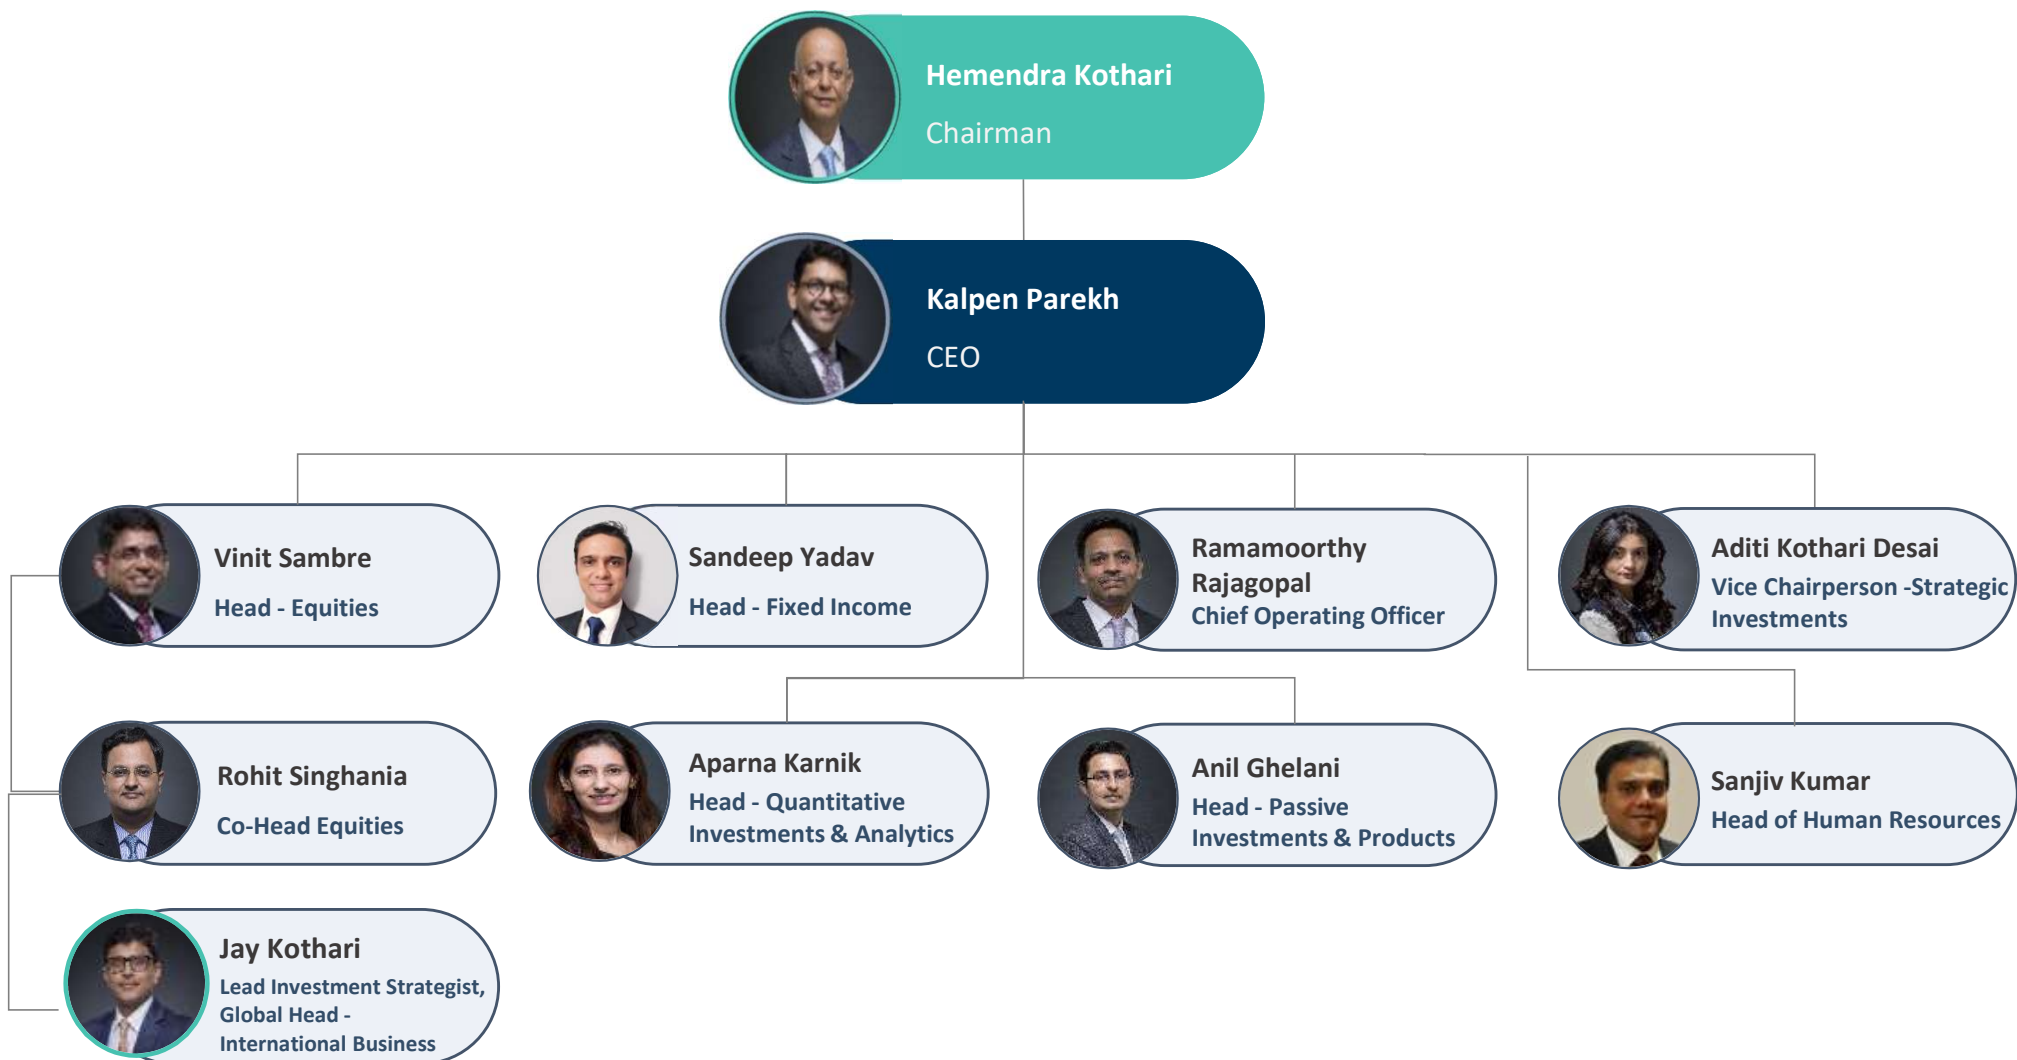 Hemendra Kothari
Chairman
Kalpen Parekh
CEO
Vinit Sambre
Head - Equities
Sandeep Yadav
Head - Fixed Income
Ramamoorthy
Rajagopal
Chief Operating Officer
Aditi Kothari Desai
Vice Chairperson -Strategic
Investments
Rohit Singhania
Co-Head Equities
Aparna Karnik
Head - Quantitative
Investments & Analytics
Anil Ghelani
Head - Passive
Investments & Products
Sanjiv Kumar
Head of Human Resources
Jay Kothari
Lead Investment Strategist,
Global Head -
International Business